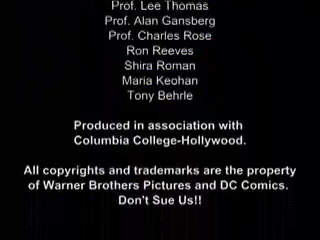 Prof. Lee Thomas
Prof. Alan Gansberg
Prof. Charles Rose
Ron Reeves
Shira Roman
Maria Keohan
Tony Behrle
Produced in association with
Columbia College-Hollywood.
All copyrights and trademarks are the property
of Warner Brothers Pictures and DC Comics.
Don't Sue Us!!